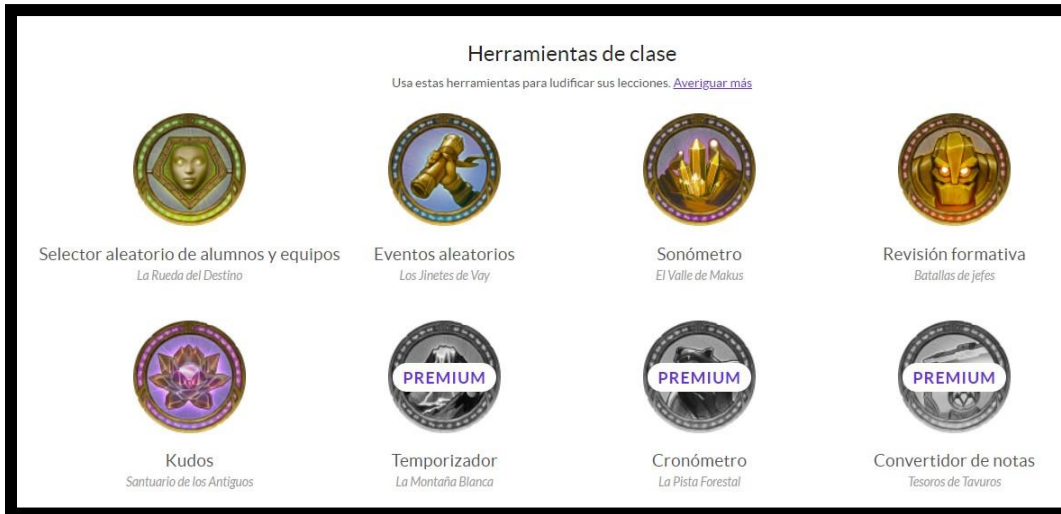 Herramientas de clase
Usa estas herramientas para ludificar sus lecciones. Averiguar más
Selector aleatorio de alumnos y equipos
La Rueda del Destino
Eventos aleatorios
Los Jinetes de Vay
Sonómetro
El Valle de Makus
Revisión formativa
Batallas de jefes
Kudos
Santuario de los Antiguos
PREMIUM
Temporizador
La Montaña Blanca
PREMIUM
Cronómetro
La Pista Forestal
PREMIUM
Convertidor de notas
Tesoros de Tavuros